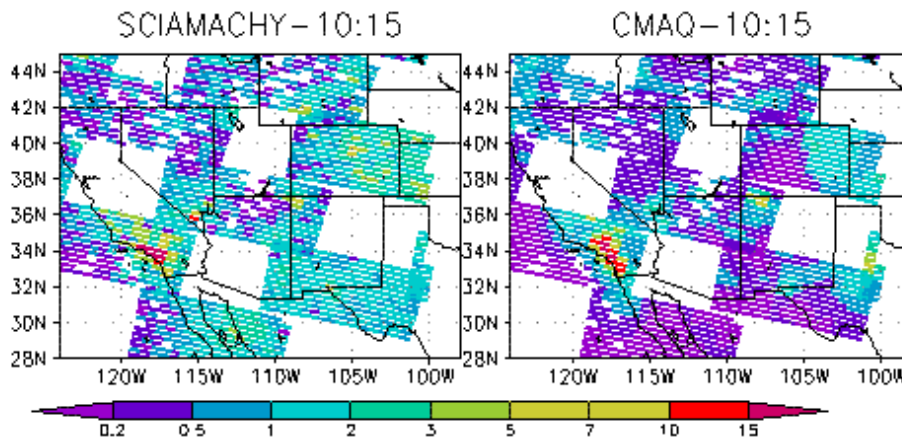 SCIAMACHY-10:15 CMAQ-10:15
44N 44N
42N 42N
40N 40N
38N 38N
36N 36N
34N 34N
32N 32N
30N 30N
28N 28N
120W 115W 110W 105W 100W 120W 115W 110W 105W 100W
0.2 0.5 1 2 3 5 7 10 15